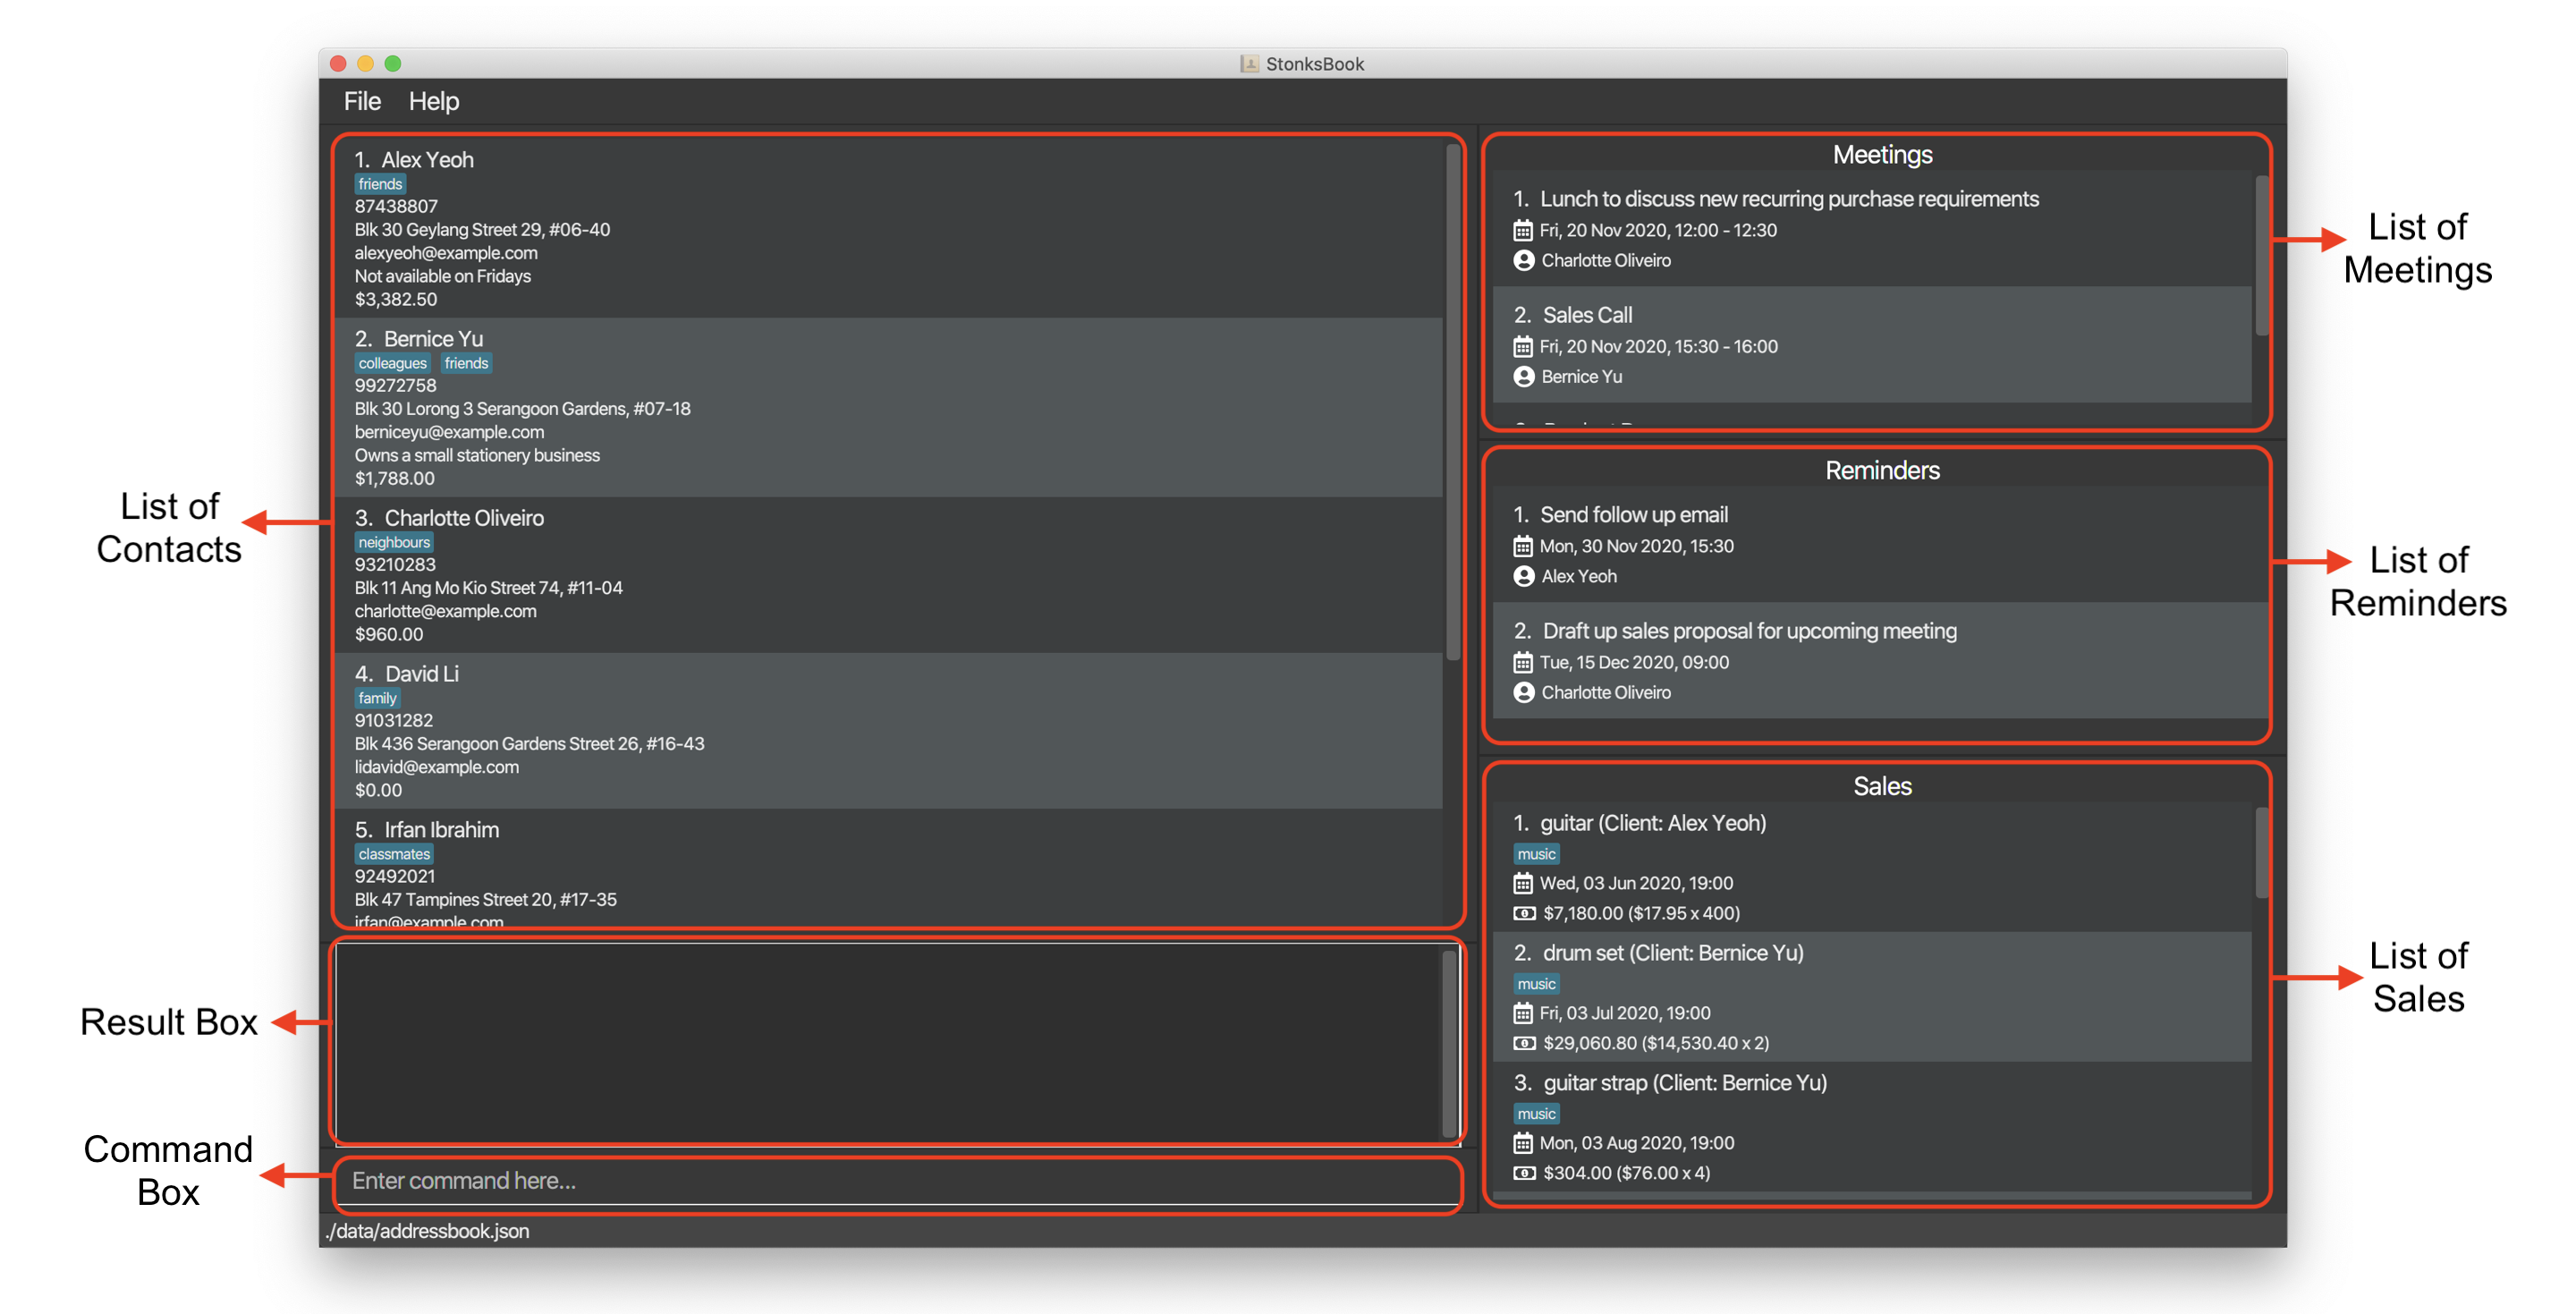 StonksBook
File Help
1. Alex Yeoh
friends
87438807
Blk 30 Geylang Street 29, #06-40
alexyeoh@example.com
Not available on Fridays
$3,382.50
2. Bernice Yu
colleagues friends
99272758
Blk 30 Lorong 3 Serangoon Gardens, #07-18
berniceyu@example.com
Owns a small stationery business
$1,788.00
3. Charlotte Oliveiro
neighbours
93210283
Blk 11 Ang Mo Kio Street 74, #11-04
charlotte@example.com
$960.00
4. David Li
family
91031282
Blk 436 Serangoon Gardens Street 26, #16-43
lidavid@example.com
$0.00
5. Irfan Ibrahim
classmates
92492021
Blk 47 Tampines Street 20, #17-35
irfan@example.com
Enter command here...
./data/addressbook.json
Meetings
1. Lunch to discuss new recurring purchase requirements
Fri, 20 Nov 2020, 12:00 - 12:30
Charlotte Oliveiro
2. Sales Call
Fri, 20 Nov 2020, 15:30 - 16:00
Bernice Yu
Reminders
1. Send follow up email
Mon, 30 Nov 2020, 15:30
Alex Yeoh
2. Draft up sales proposal for upcoming meeting
Tue, 15 Dec 2020, 09:00
Charlotte Oliveiro
Sales
1. guitar (Client: Alex Yeoh)
music
Wed, 03 Jun 2020, 19:00
$7,180.00 ($17.95 x 400)
2. drum set (Client: Bernice Yu)
music
Fri, 03 Jul 2020, 19:00
$29,060.80 ($14,530.40 x 2)
3. guitar strap (Client: Bernice Yu)
music
Mon, 03 Aug 2020, 19:00
$304.00 ($76.00 x 4)
List of
Contacts
Result Box
Command
Box
List of
Meetings
List of
Reminders
List of
Sales